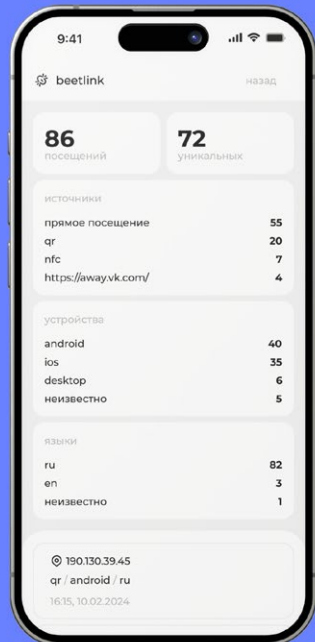 9:41
beetlink
назад
86
посещений
72
уникальных
источники
прямое посещение 55
qr 20
nfc 7
https://away.vk.com/ 4
устройства
android 40
ios 35
desktop 6
неизвестно 5
языки
ru 82
en 3
неизвестно 1
190.130.39.45
qr / android / ru
16:15, 10.02.2024